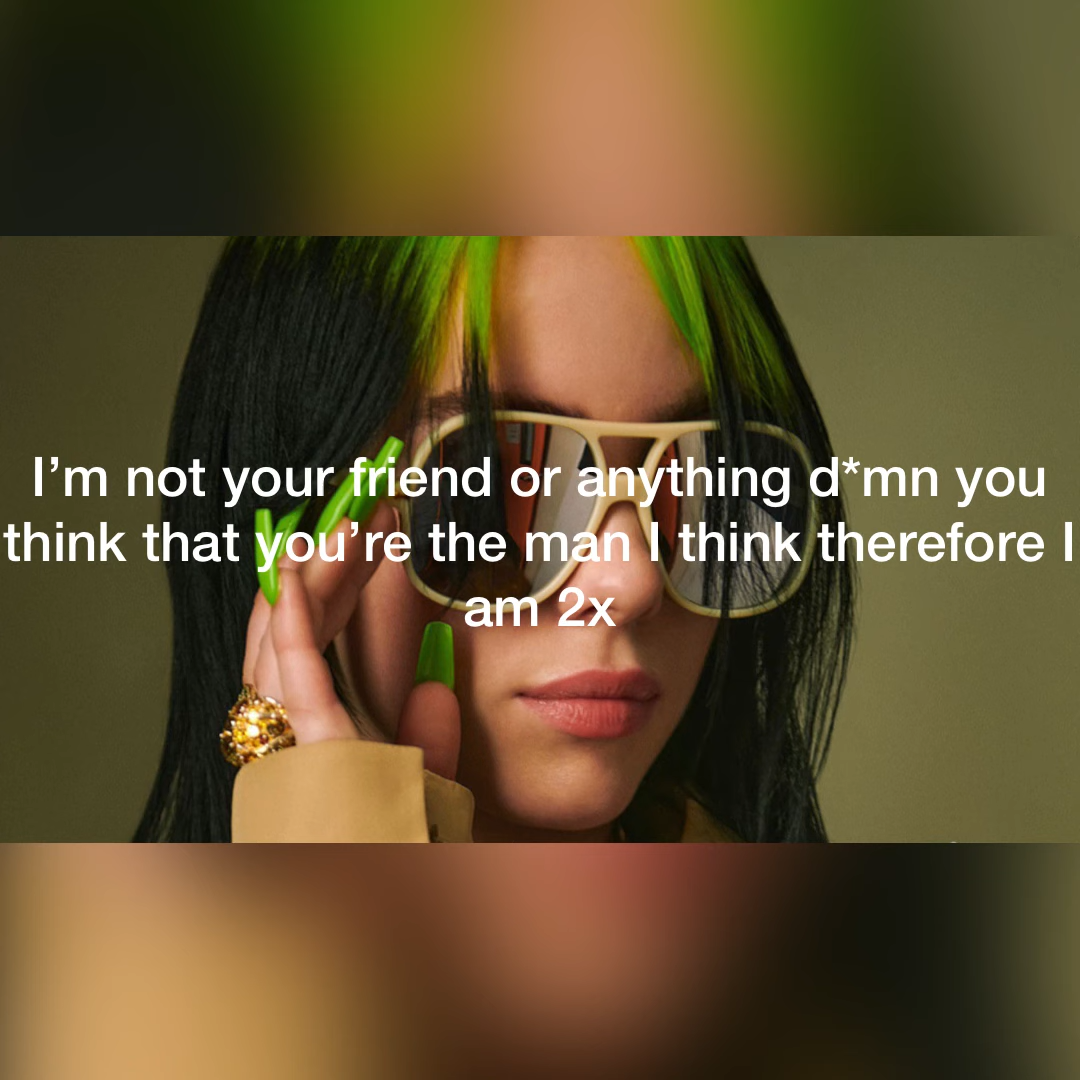 I’m not your friend or anything d*mn you
think that you’re the man I think therefore I
am 2x